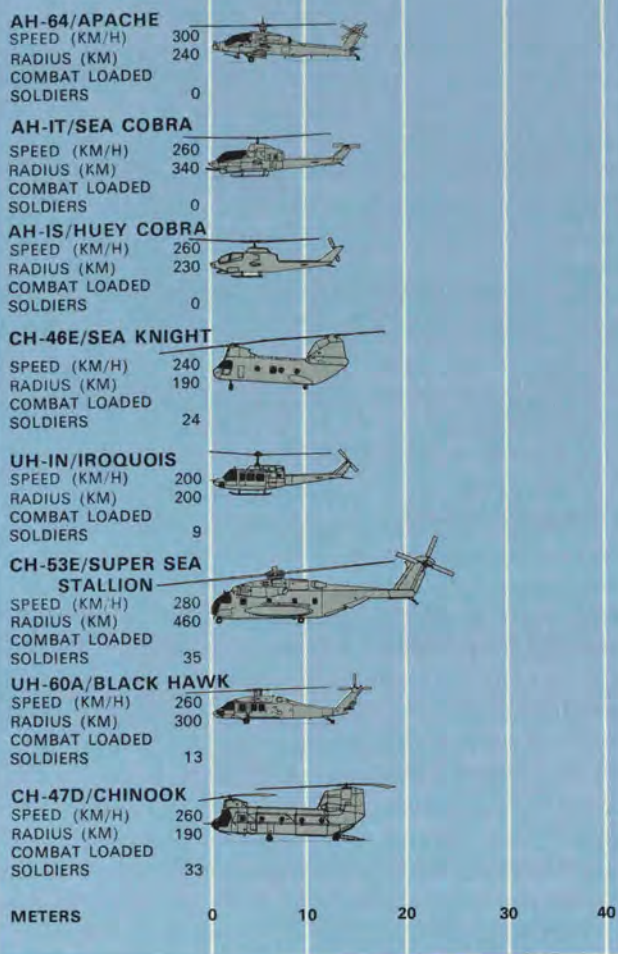 AH-64/APACHE
SPEED (KM/H) 300
RADIUS (KM) 240
COMBAT LOADED
SOLDIERS 0
AH-IT/SEA COBRA
SPEED (KM/H) 260
RADIUS (KM) 340
COMBAT LOADED
SOLDIERS 0
AH-IS/HUEY COBRA
SPEED (KM/H) 260
RADIUS (KM) 230
COMBAT LOADED
SOLDIERS 0
CH-46E/SEA KNIGHT
SPEED (KM/H) 240
RADIUS (KM) 190
COMBAT LOADED
SOLDIERS 24
UH-IN/IROQUOIS
SPEED (KM/H) 200
RADIUS (KM) 200
COMBAT LOADED
SOLDIERS 9
CH-53E/SUPER SEA
STALLION
SPEED (KM/H) 280
RADIUS (KM) 460
COMBAT LOADED
SOLDIERS 35
UH-60A/BLACK HAWK
SPEED (KM/H) 260
RADIUS (KM) 300
COMBAT LOADED
SOLDIERS 13
CH-47D/CHINOOK
SPEED (KM/H) 260
RADIUS (KM) 190
COMBAT LOADED
SOLDIERS 33
METERS 0 10 20 30 40